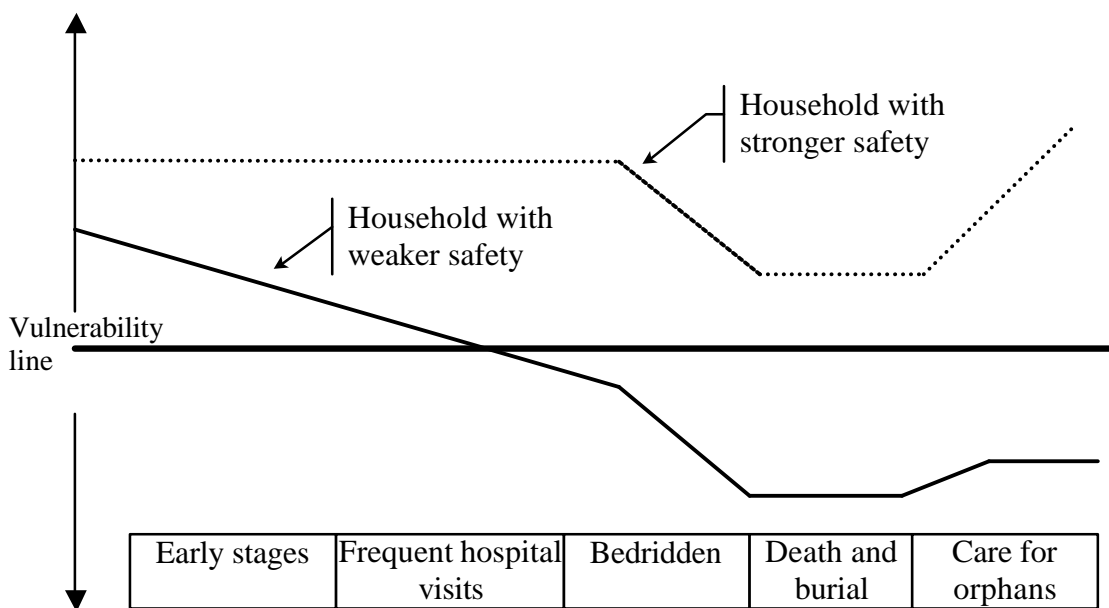 Household with
stronger safety
Household with
weaker safety
Vulnerability
line
Early stages
Frequent hospital
visits
Bedridden
Death and
burial
Care for
orphans